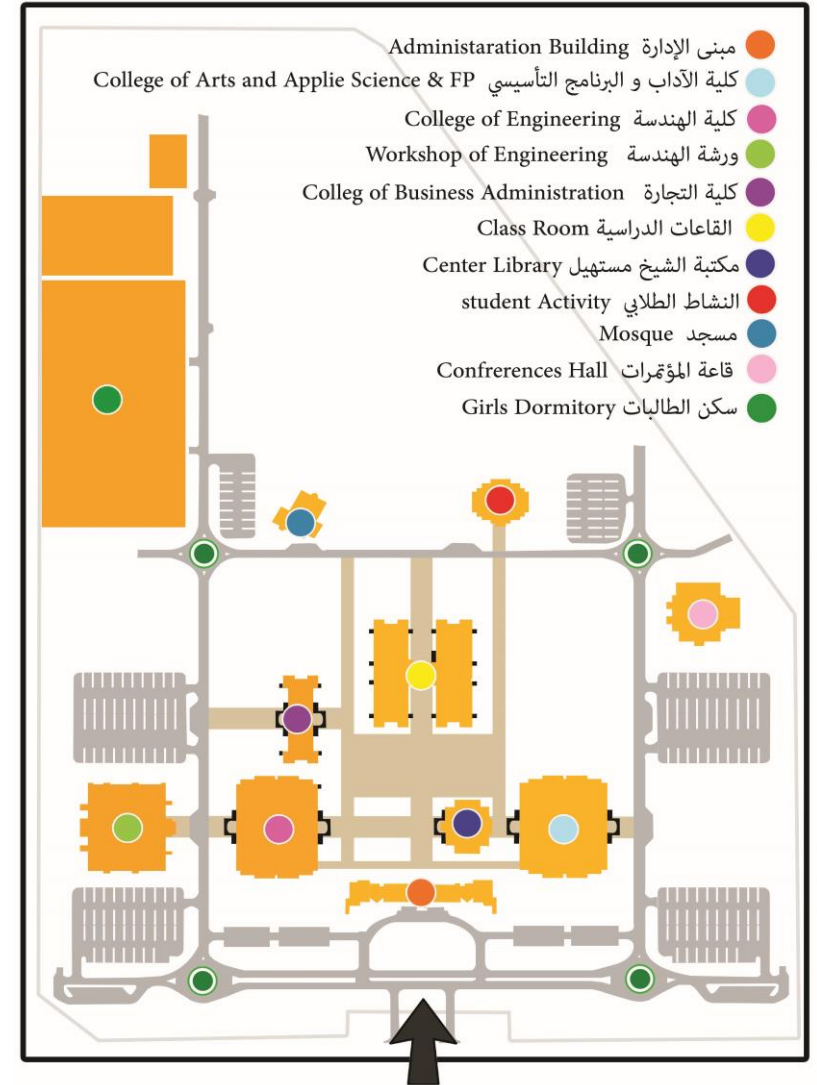 Administaration Building مبنى الإدارة
College of Arts and Applie Science & FP كلية الآداب و البرنامج التأسيسي
College of Engineering كلية الهندسة
Workshop of Engineering ورشة الهندسة
Colleg of Business Administration كلية التجارة
Class Room القاعات الدراسية
Center Library مكتبة الشيخ مستهيل
student Activity النشاط الطلابي
Mosque مسجد
Confrerences Hall قاعة المؤتمرات
Girls Dormitory سكن الطالبات